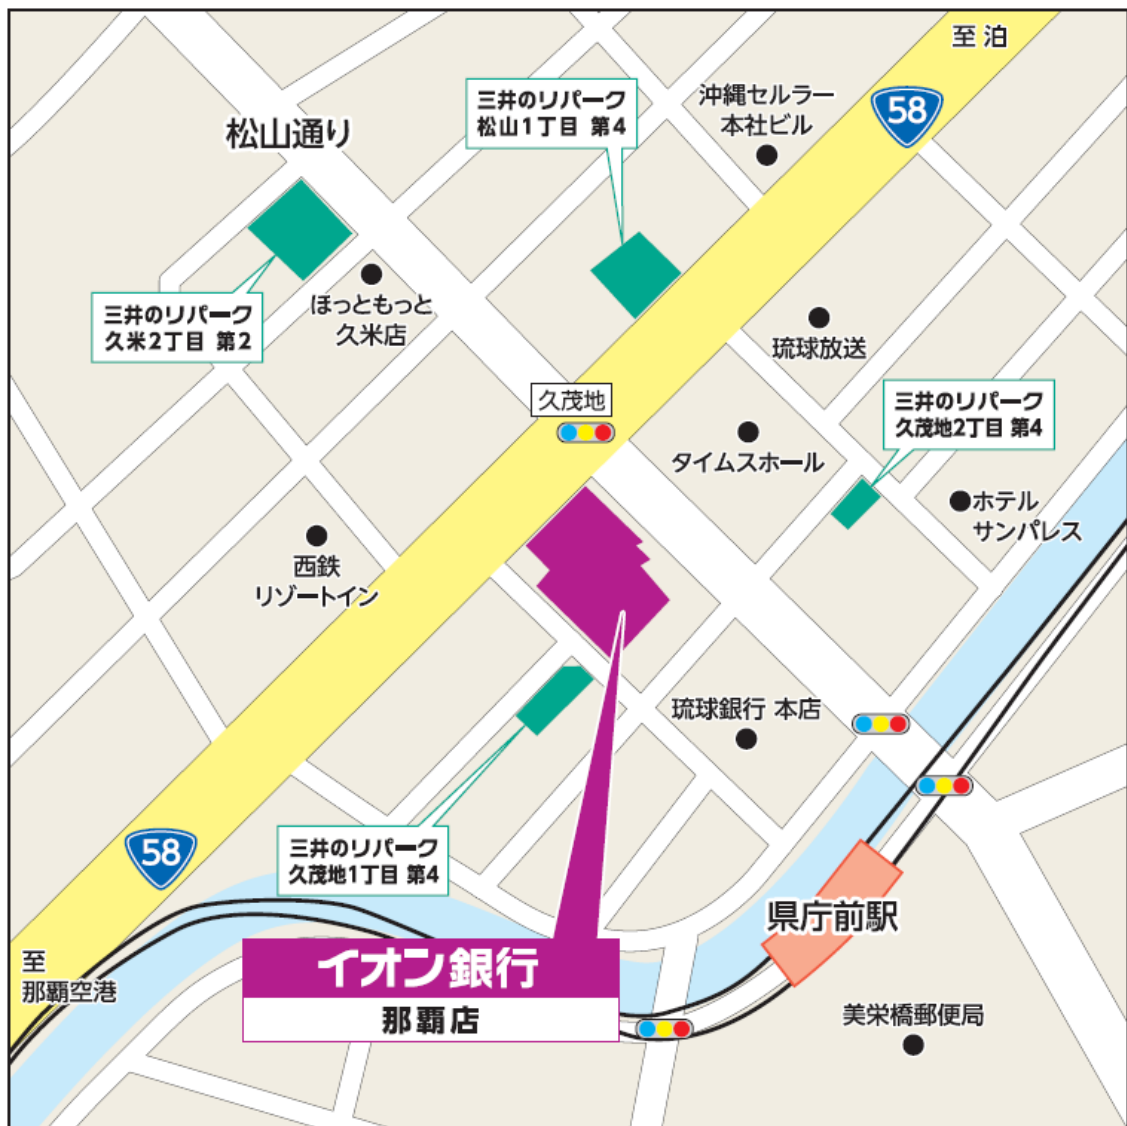 至 泊
58
三井のリパーク
松山1丁目 第4
沖縄セルラー
本社ビル
松山通り
三井のリパーク
久米2丁目 第2
ほっともっと
久米店
琉球放送
久茂地
三井のリパーク
久茂地2丁目 第4
タイムスホール
ホテル
サンパレス
西鉄
リゾートイン
琉球銀行 本店
58
三井のリパーク
久茂地1丁目 第4
県庁前駅
至
那覇空港
イオン銀行
那覇店
美栄橋郵便局